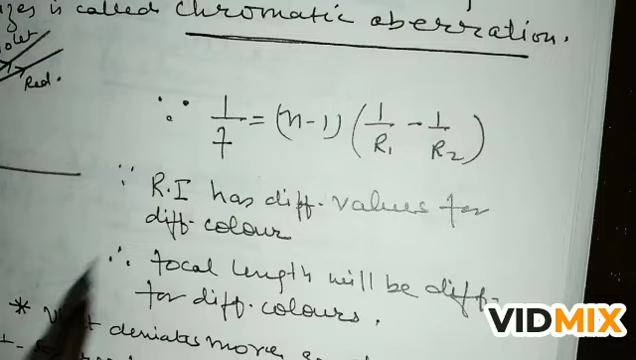 is called chromatic aberration.
Violet
Red.
∵ 1/f = (n-1) (1/R₁ - 1/R₂)
∵ R.I has diff. values for
diff. colour
∴ focal length will be diff.
for diff. colours.
* deviates more
VIDMIX